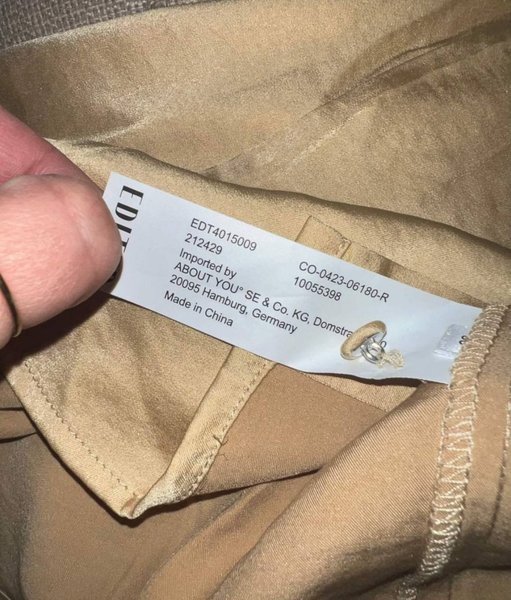 EDIT
EDT4015009
212429
CO-0423-06180-R
10055398
Imported by
ABOUT YOU° SE & Co. KG,
20095 Hamburg, Germany
Made in China